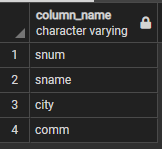 column_name
character varying
1 snum
2 sname
3 city
4 comm